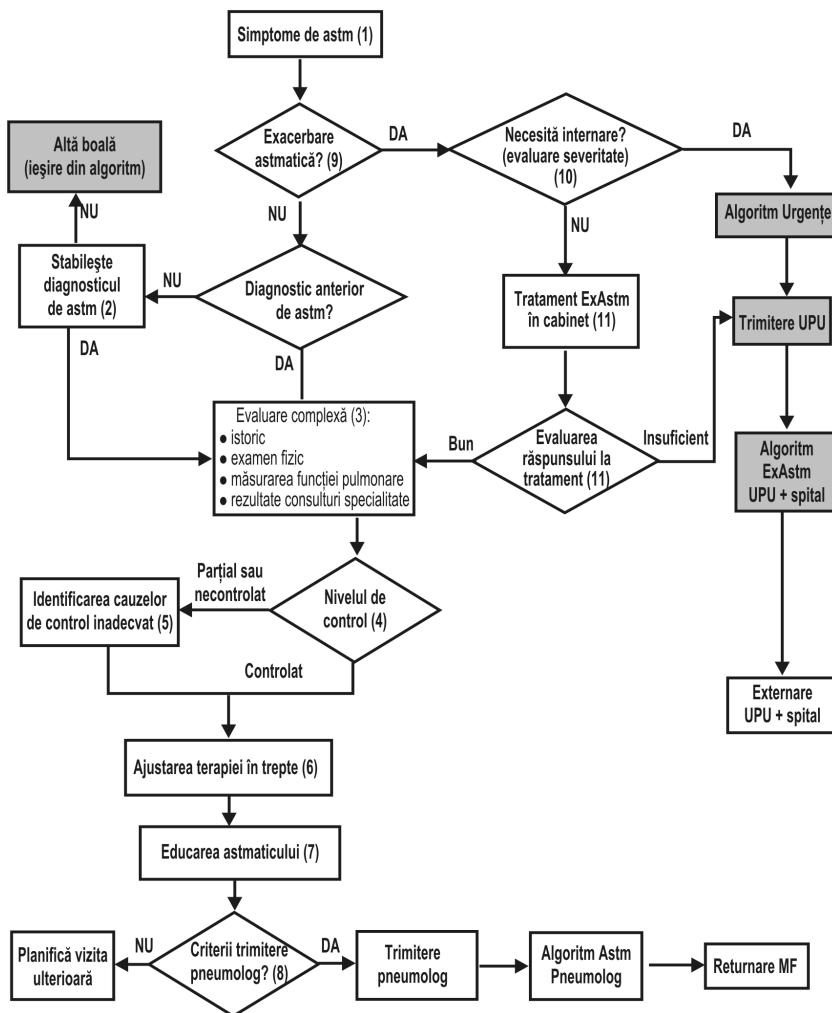 Simptome de astm (1)
Exacerbare
astmatică? (9)
DA
Necesită internare?
(evaluare severitate)
(10)
DA
Altă boală
(ieşire din algoritm)
NU
NU
NU
Algoritm Urgențe
Stabileşte
diagnosticul
de astm (2)
NU
Diagnostic anterior
de astm?
Tratament ExAstm
în cabinet (11)
Trimitere UPU
DA
DA
Evaluare complexă (3):
● istoric
● examen fizic
● măsurarea funcției pulmonare
● rezultate consulturi specialitate
Bun
Evaluarea
răspunsului la
tratament (11)
Insuficient
Algoritm
ExAstm
UPU + spital
Parțial sau
necontrolat
Identificarea cauzelor
de control inadecvat (5)
Nivelul de
control (4)
Controlat
Externare
UPU + spital
Ajustarea terapiei în trepte (6)
Educarea astmaticului (7)
Planifică vizita
ulterioară
NU
Criterii trimitere
pneumolog? (8)
DA
Trimitere
pneumolog
Algoritm Astm
Pneumolog
Returnare MF